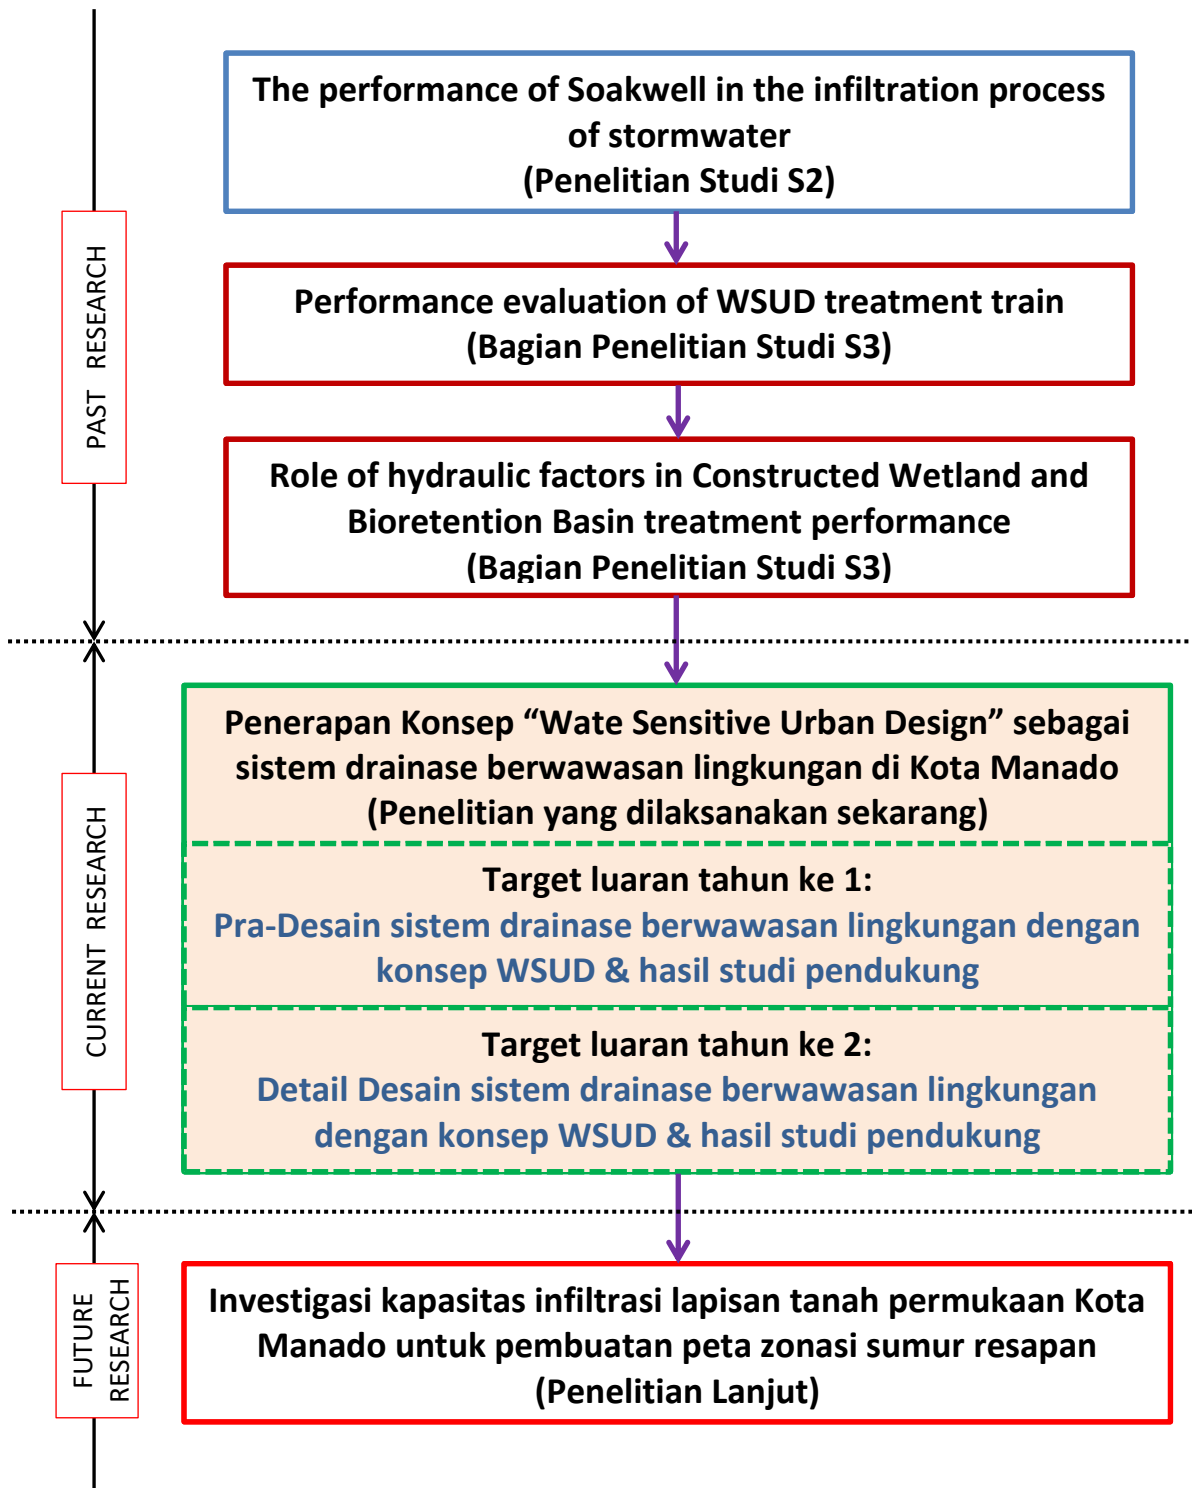 The performance of Soakwell in the infiltration process
of stormwater
(Penelitian Studi S2)
PAST RESEARCH
Performance evaluation of WSUD treatment train
(Bagian Penelitian Studi S3)
Role of hydraulic factors in Constructed Wetland and
Bioretention Basin treatment performance
(Bagian Penelitian Studi S3)
CURRENT RESEARCH
Penerapan Konsep “Wate Sensitive Urban Design” sebagai
sistem drainase berwawasan lingkungan di Kota Manado
(Penelitian yang dilaksanakan sekarang)
Target luaran tahun ke 1:
Pra-Desain sistem drainase berwawasan lingkungan dengan
konsep WSUD & hasil studi pendukung
Target luaran tahun ke 2:
Detail Desain sistem drainase berwawasan lingkungan
dengan konsep WSUD & hasil studi pendukung
FUTURE
RESEARCH
Investigasi kapasitas infiltrasi lapisan tanah permukaan Kota
Manado untuk pembuatan peta zonasi sumur resapan
(Penelitian Lanjut)